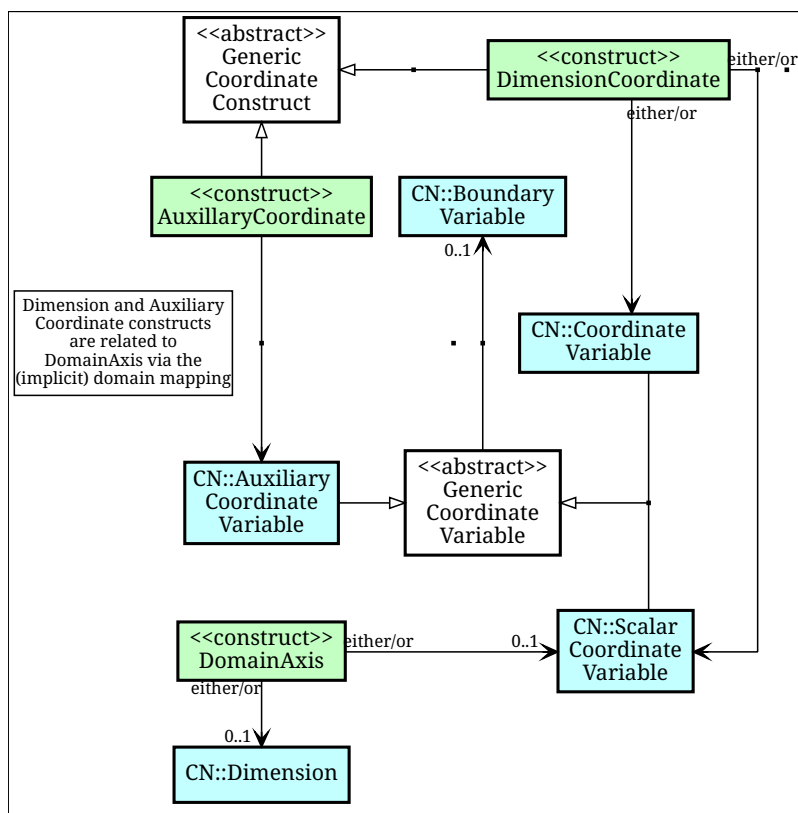 <<abstract>>
Generic
Coordinate
Construct
<<construct>>
DimensionCoordinate
either/or
either/or
<<construct>>
AuxillaryCoordinate
CN::Boundary
Variable
0..1
Dimension and Auxiliary
Coordinate constructs
are related to
DomainAxis via the
(implicit) domain mapping
CN::Coordinate
Variable
CN::Auxiliary
Coordinate
Variable
<<abstract>>
Generic
Coordinate
Variable
<<construct>>
DomainAxis
either/or
0..1
CN::Scalar
Coordinate
Variable
either/or
0..1
CN::Dimension